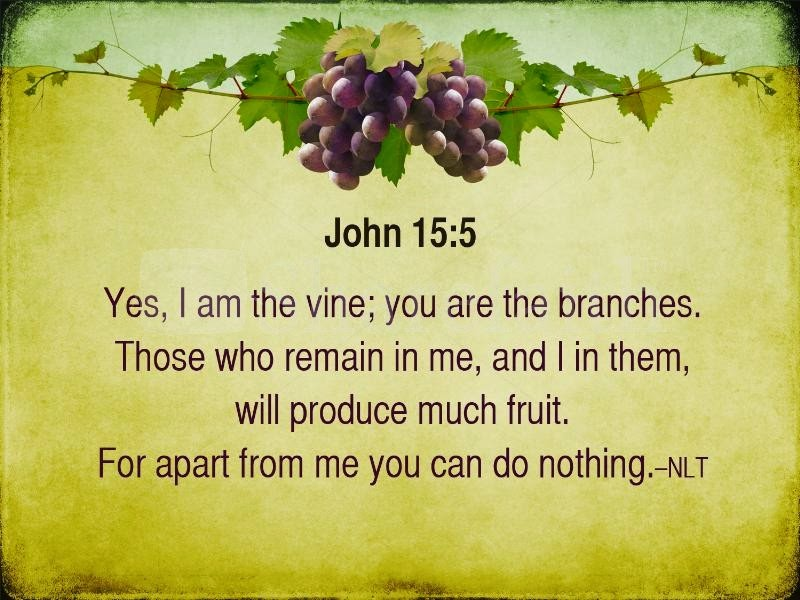 John 15:5
Yes, I am the vine; you are the branches.
Those who remain in me, and I in them,
will produce much fruit.
For apart from me you can do nothing.–NLT